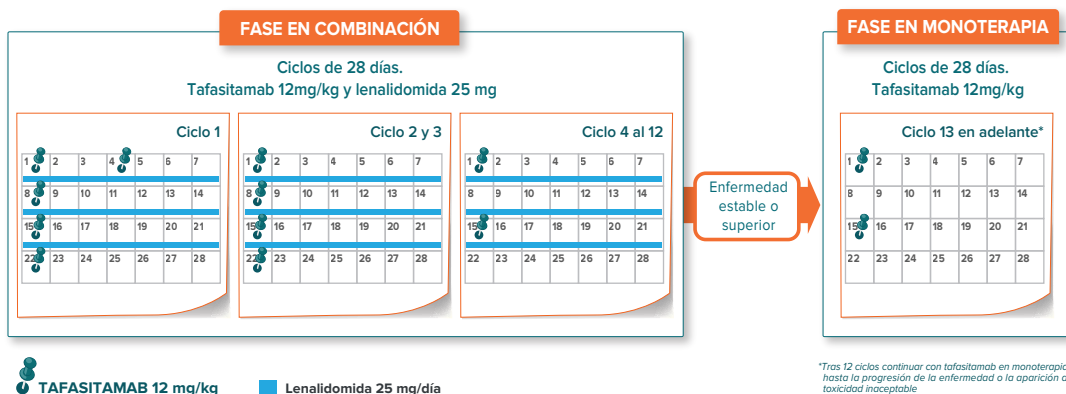 FASE EN COMBINACIÓN
Ciclos de 28 días.
Tafasitamab 12mg/kg y lenalidomida 25 mg
Ciclo 1
1 2 3 4 5 6 7
8 9 10 11 12 13 14
15 16 17 18 19 20 21
22 23 24 25 26 27 28
Ciclo 2 y 3
1 2 3 4 5 6 7
8 9 10 11 12 13 14
15 16 17 18 19 20 21
22 23 24 25 26 27 28
Ciclo 4 al 12
1 2 3 4 5 6 7
8 9 10 11 12 13 14
15 16 17 18 19 20 21
22 23 24 25 26 27 28
Enfermedad
estable o
superior
FASE EN MONOTERAPIA
Ciclos de 28 días.
Tafasitamab 12mg/kg
Ciclo 13 en adelante*
1 2 3 4 5 6 7
8 9 10 11 12 13 14
15 16 17 18 19 20 21
22 23 24 25 26 27 28
TAFASITAMAB 12 mg/kg
Lenalidomida 25 mg/día
*Tras 12 ciclos continuar con tafasitamab en monoterapia
hasta la progresión de la enfermedad o la aparición d
toxicidad inaceptable